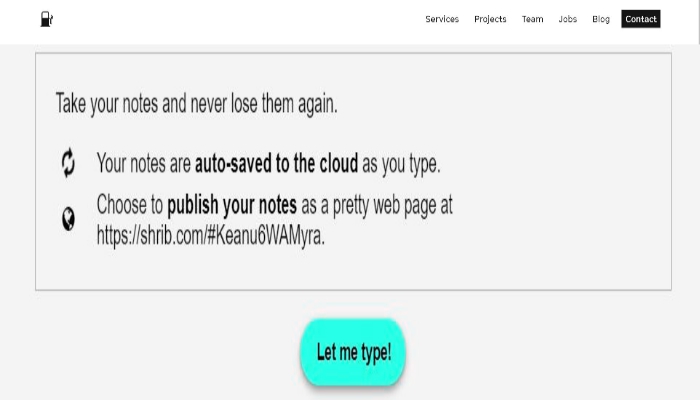 Services Projects Team Jobs Blog Contact
Take your notes and never lose them again.
Your notes are auto-saved to the cloud as you type.
Choose to publish your notes as a pretty web page at
https://shrib.com/#Keanu6WAMyra.
Let me type!